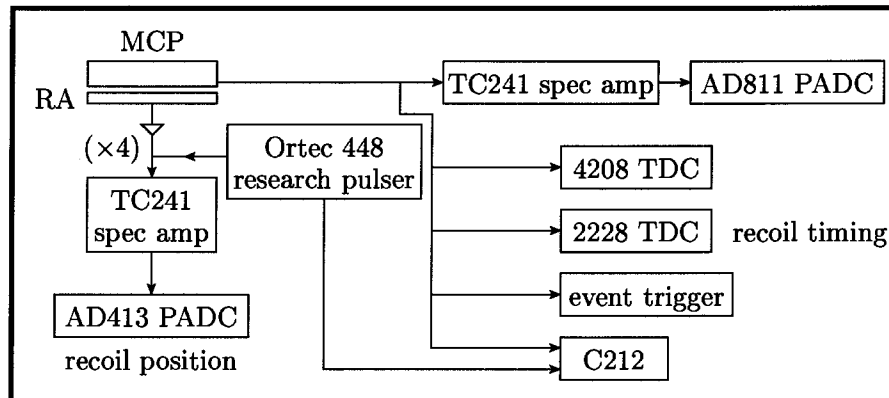 MCP
RA
(×4)
TC241 spec amp
AD811 PADC
Ortec 448
research pulser
TC241
spec amp
4208 TDC
2228 TDC
recoil timing
event trigger
AD413 PADC
recoil position
C212